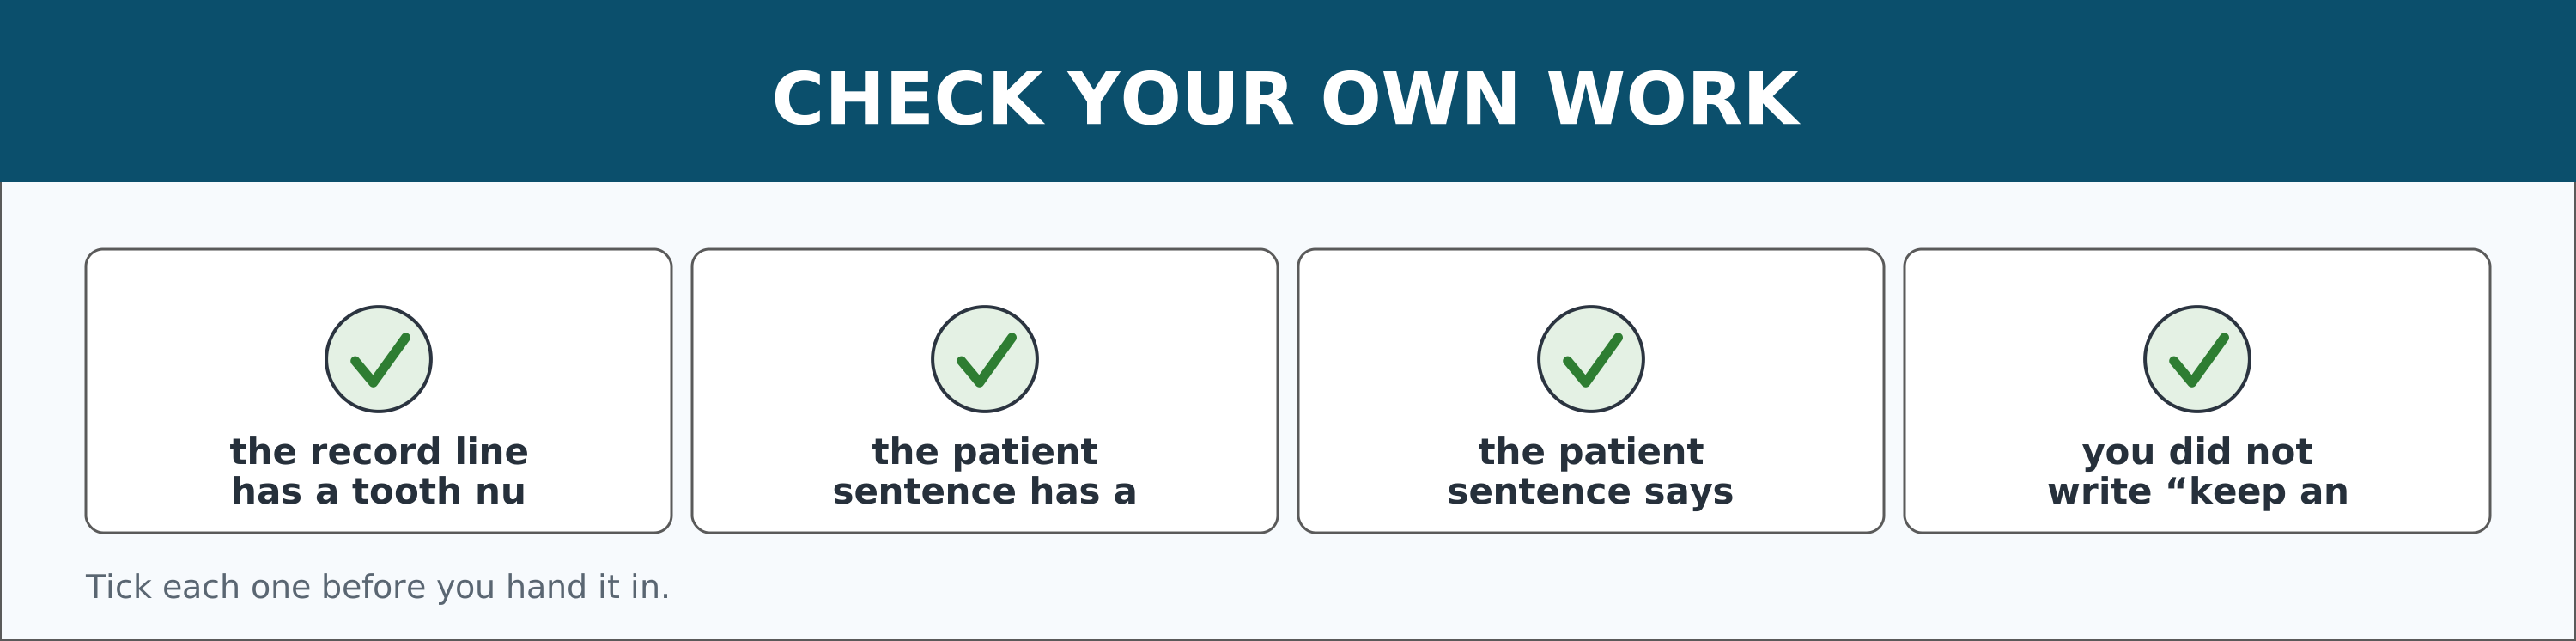 CHECK YOUR OWN WORK
the record line
has a tooth nu
the patient
sentence has a
the patient
sentence says
you did not
write “keep an
Tick each one before you hand it in.